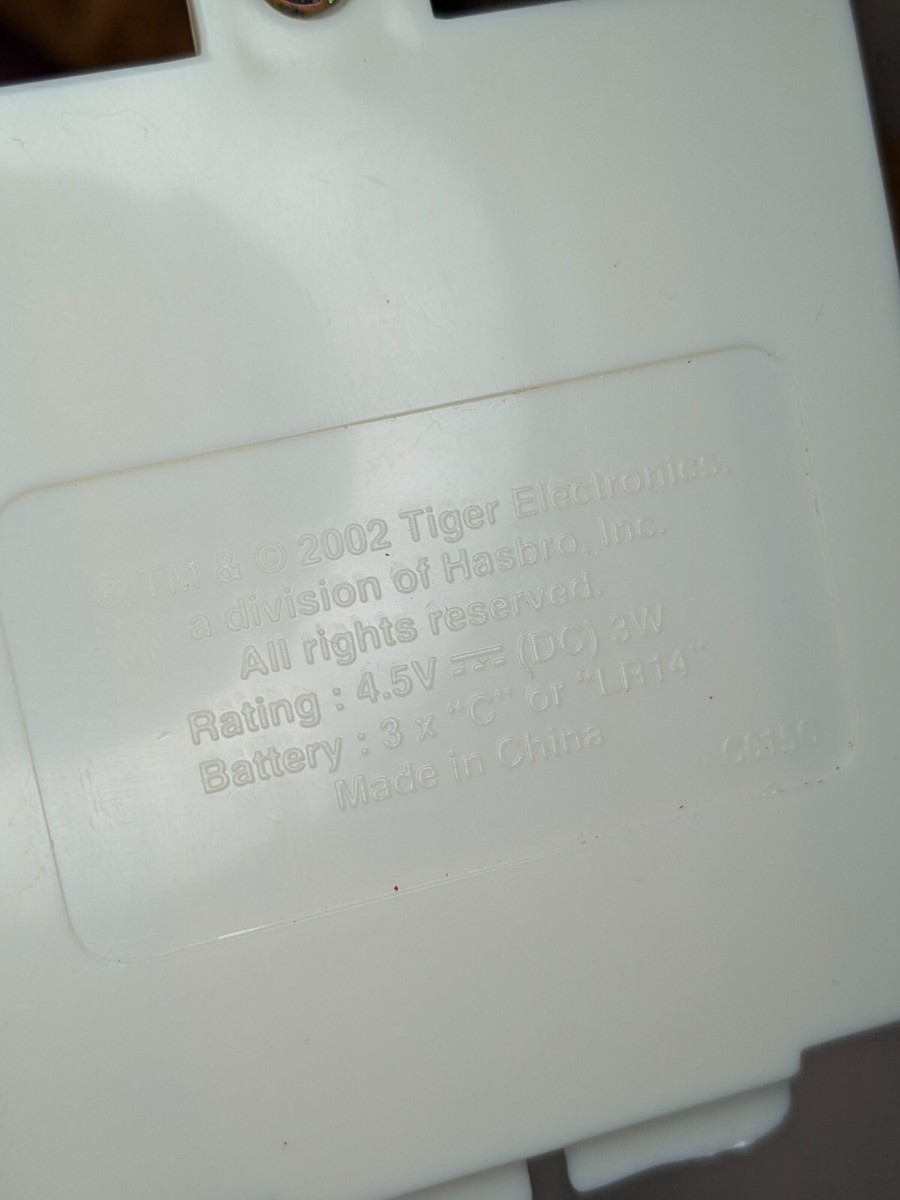 ®, TM & © 2002 Tiger Electronics,
a division of Hasbro, Inc.
All rights reserved.
Rating : 4.5V ⎓ (DC) 3W
Battery : 3 x “C” or “LR14”
Made in China